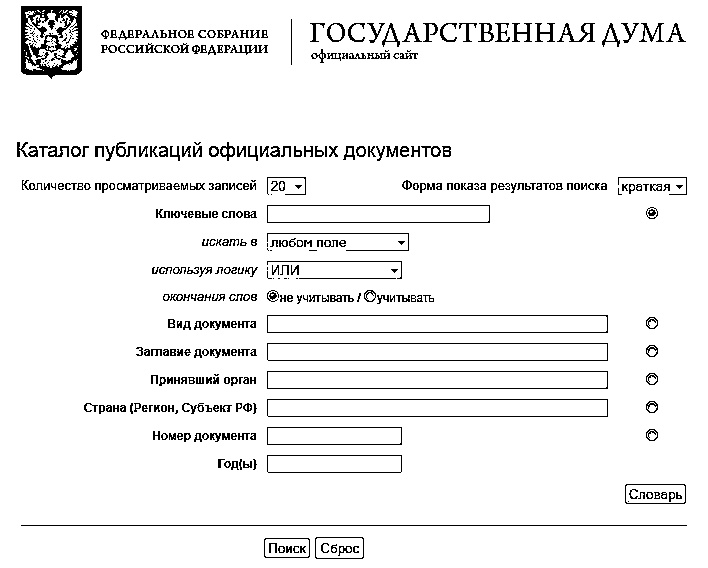 ФЕДЕРАЛЬНОЕ СОБРАНИЕ
РОССИЙСКОЙ ФЕДЕРАЦИИ
ГОСУДАРСТВЕННАЯ ДУМА
официальный сайт
Каталог публикаций официальных документов
Количество просматриваемых записей 20 Форма показа результатов поиска краткая
Ключевые слова
искать в любом поле
используя логику ИЛИ
окончания слов не учитывать / учитывать
Вид документа
Заглавие документа
Принявший орган
Страна (Регион, Субъект РФ)
Номер документа
Год(ы)
Словарь
Поиск Сброс